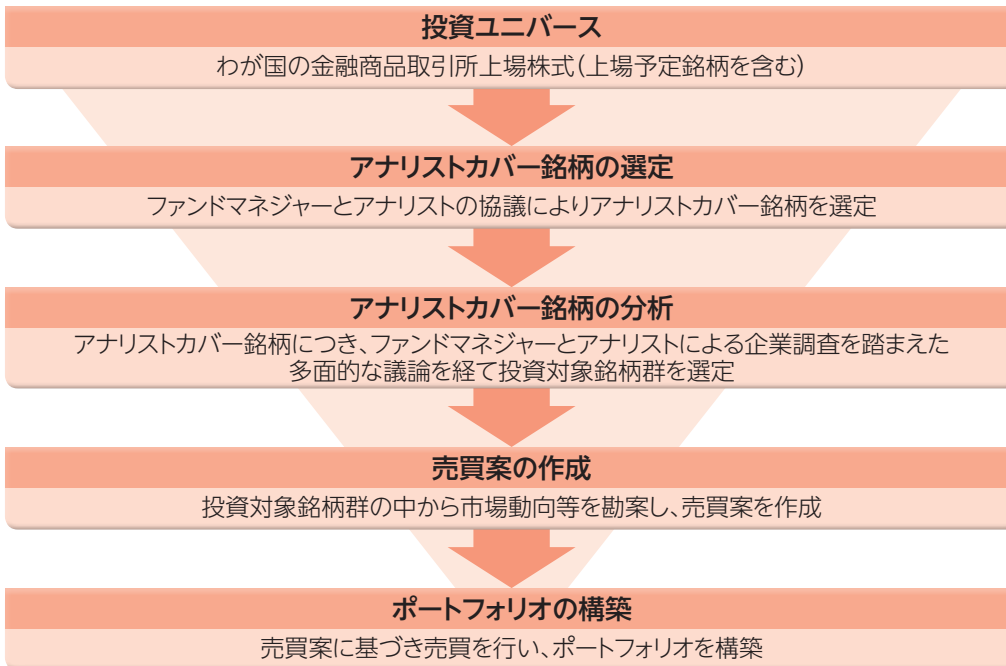 投資ユニバース
わが国の金融商品取引所上場株式(上場予定銘柄を含む)
アナリストカバー銘柄の選定
ファンドマネジャーとアナリストの協議によりアナリストカバー銘柄を選定
アナリストカバー銘柄の分析
アナリストカバー銘柄につき、ファンドマネジャーとアナリストによる企業調査を踏まえた
多面的な議論を経て投資対象銘柄群を選定
売買案の作成
投資対象銘柄群の中から市場動向等を勘案し、売買案を作成
ポートフォリオの構築
売買案に基づき売買を行い、ポートフォリオを構築